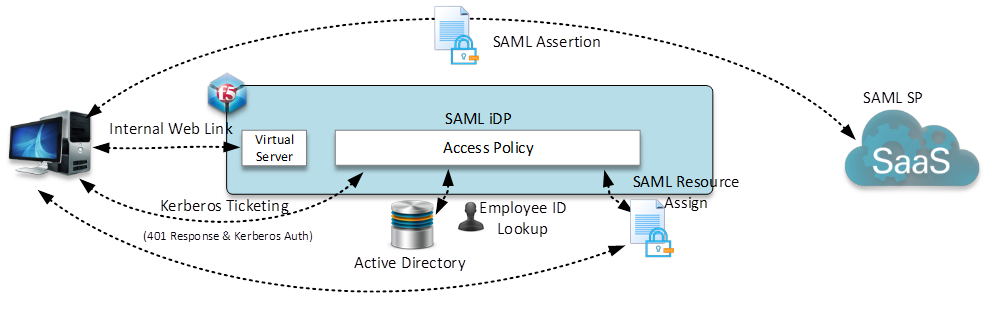 SAML Assertion
f5
SAML SP
SaaS
Internal Web Link
Virtual
Server
SAML iDP
Access Policy
Kerberos Ticketing
(401 Response & Kerberos Auth)
Employee ID
Lookup
SAML Resource
Assign
Active Directory